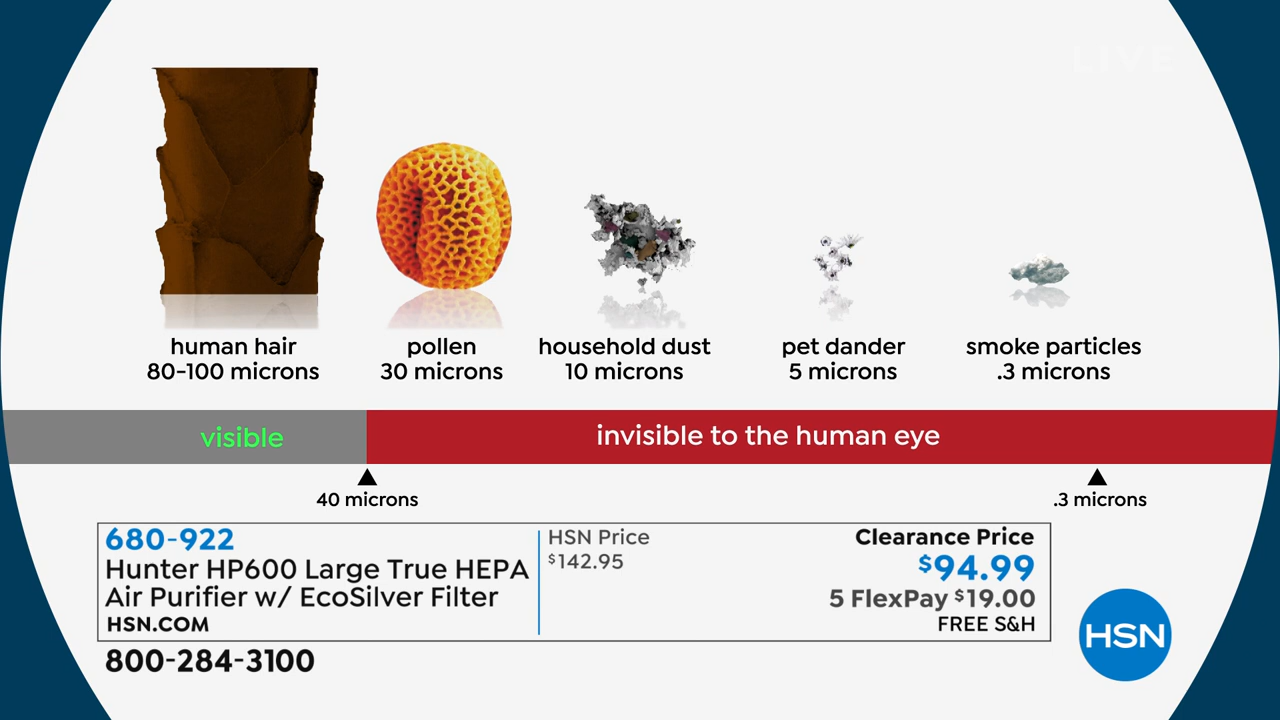 LIVE
human hair
80-100 microns
pollen
30 microns
household dust
10 microns
pet dander
5 microns
smoke particles
.3 microns
visible
invisible to the human eye
40 microns
.3 microns
680-922
Hunter HP600 Large True HEPA
Air Purifier w/ EcoSilver Filter
HSN.COM
HSN Price
$142.95
Clearance Price
$94.99
5 FlexPay $19.00
FREE S&H
800-284-3100
HSN